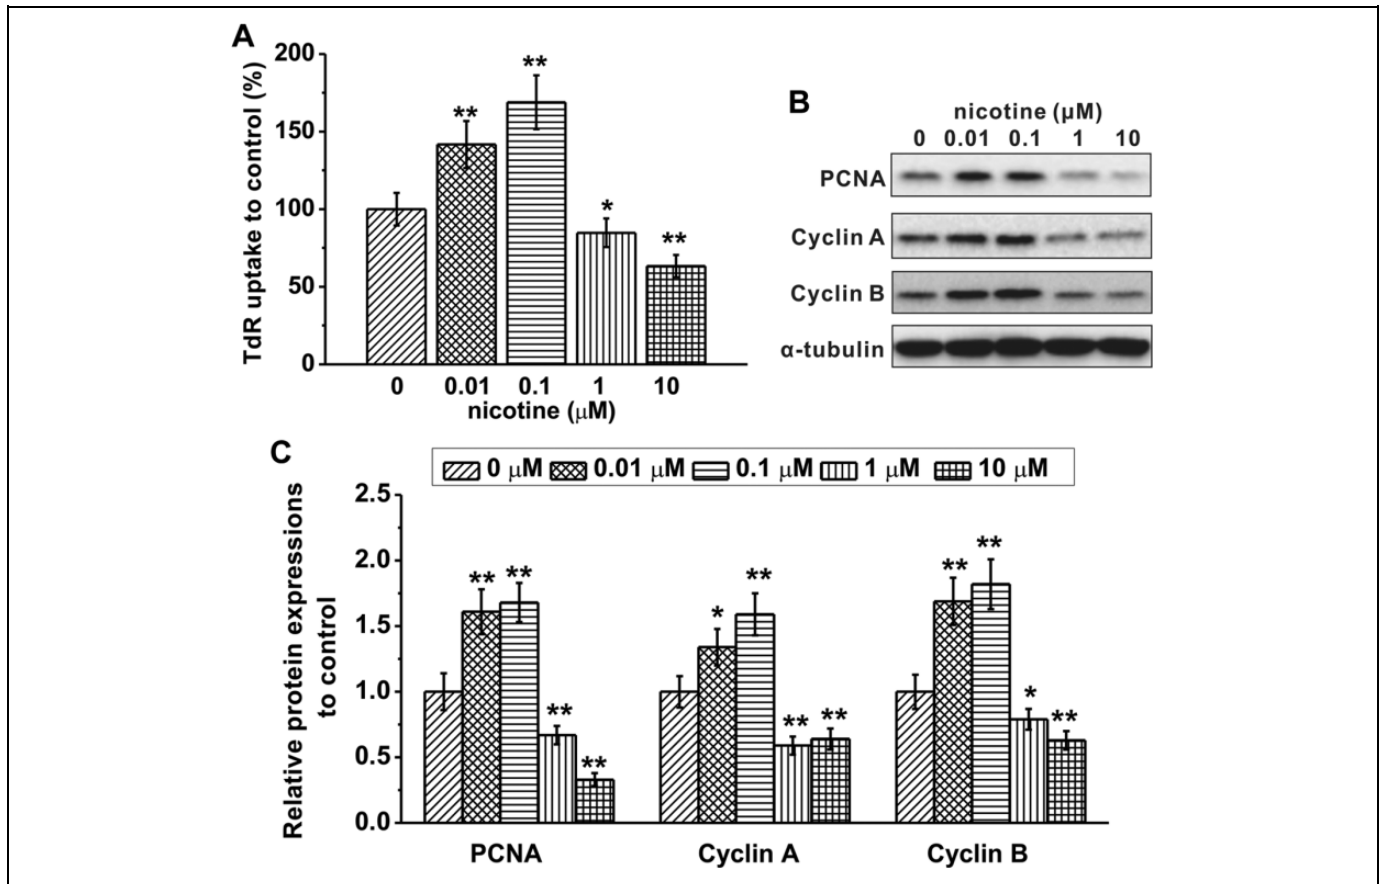 A
TdR uptake to control (%)
200
150
100
50
0
**
**
*
**
0 0.01 0.1 1 10
nicotine (μM)
B
nicotine (μM)
0 0.01 0.1 1 10
PCNA
Cyclin A
Cyclin B
α-tubulin
C
0 μM 0.01 μM 0.1 μM 1 μM 10 μM
Relative protein expressions
to control
2.5
2.0
1.5
1.0
0.5
0.0
** ** ** **
* ** ** **
** ** * **
PCNA Cyclin A Cyclin B